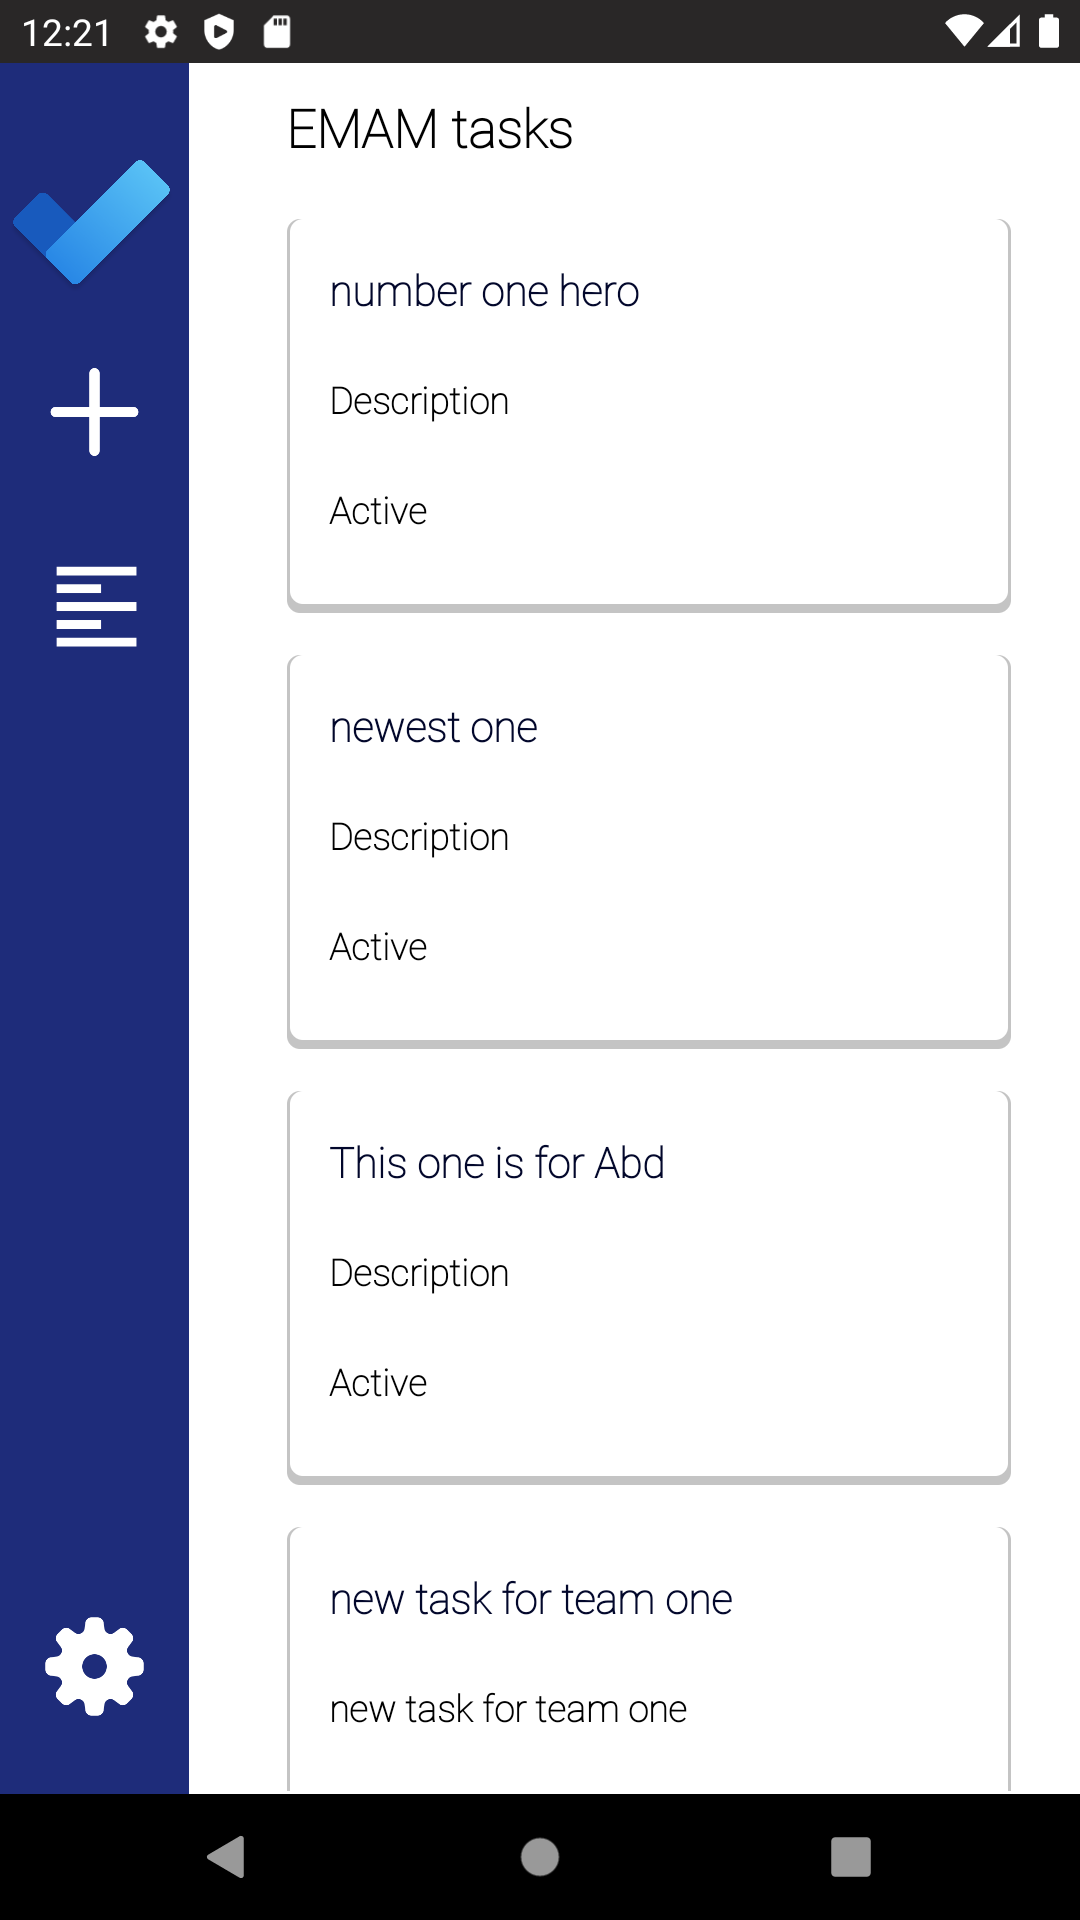 12:21
EMAM tasks
number one hero
Description
Active
newest one
Description
Active
This one is for Abd
Description
Active
new task for team one
new task for team one